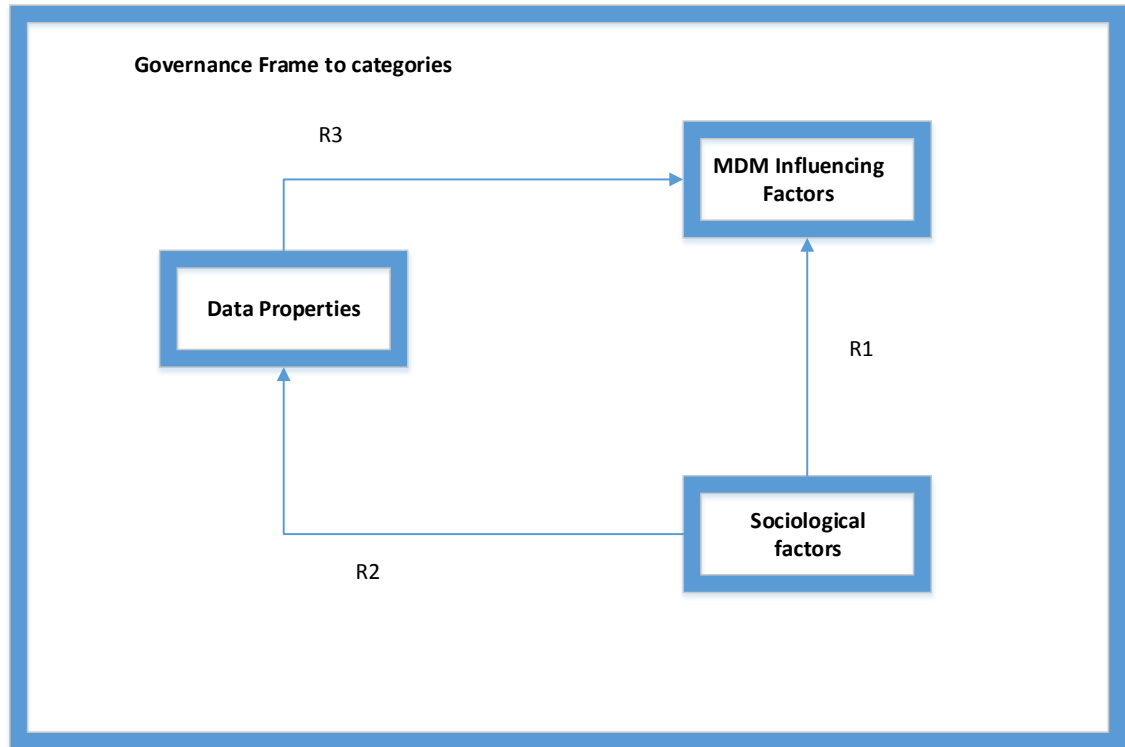 Governance Frame to categories
R3
MDM Influencing
Factors
Data Properties
R1
Sociological
factors
R2